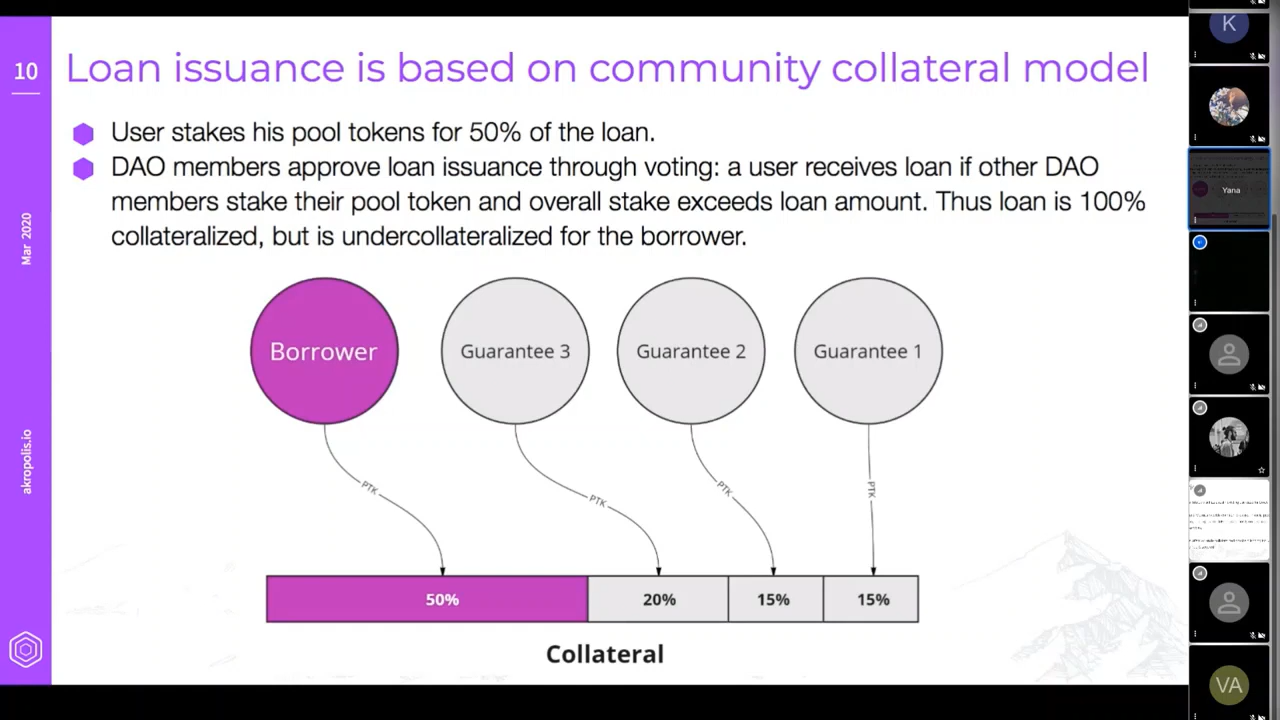 10
Loan issuance is based on community collateral model
User stakes his pool tokens for 50% of the loan.
DAO members approve loan issuance through voting: a user receives loan if other DAO
members stake their pool token and overall stake exceeds loan amount. Thus loan is 100%
collateralized, but is undercollateralized for the borrower.
Mar 2020
akropolis.io
Borrower
Guarantee 3
Guarantee 2
Guarantee 1
PTK
PTK
PTK
PTK
50%
20%
15%
15%
Collateral
K
Yana
VA